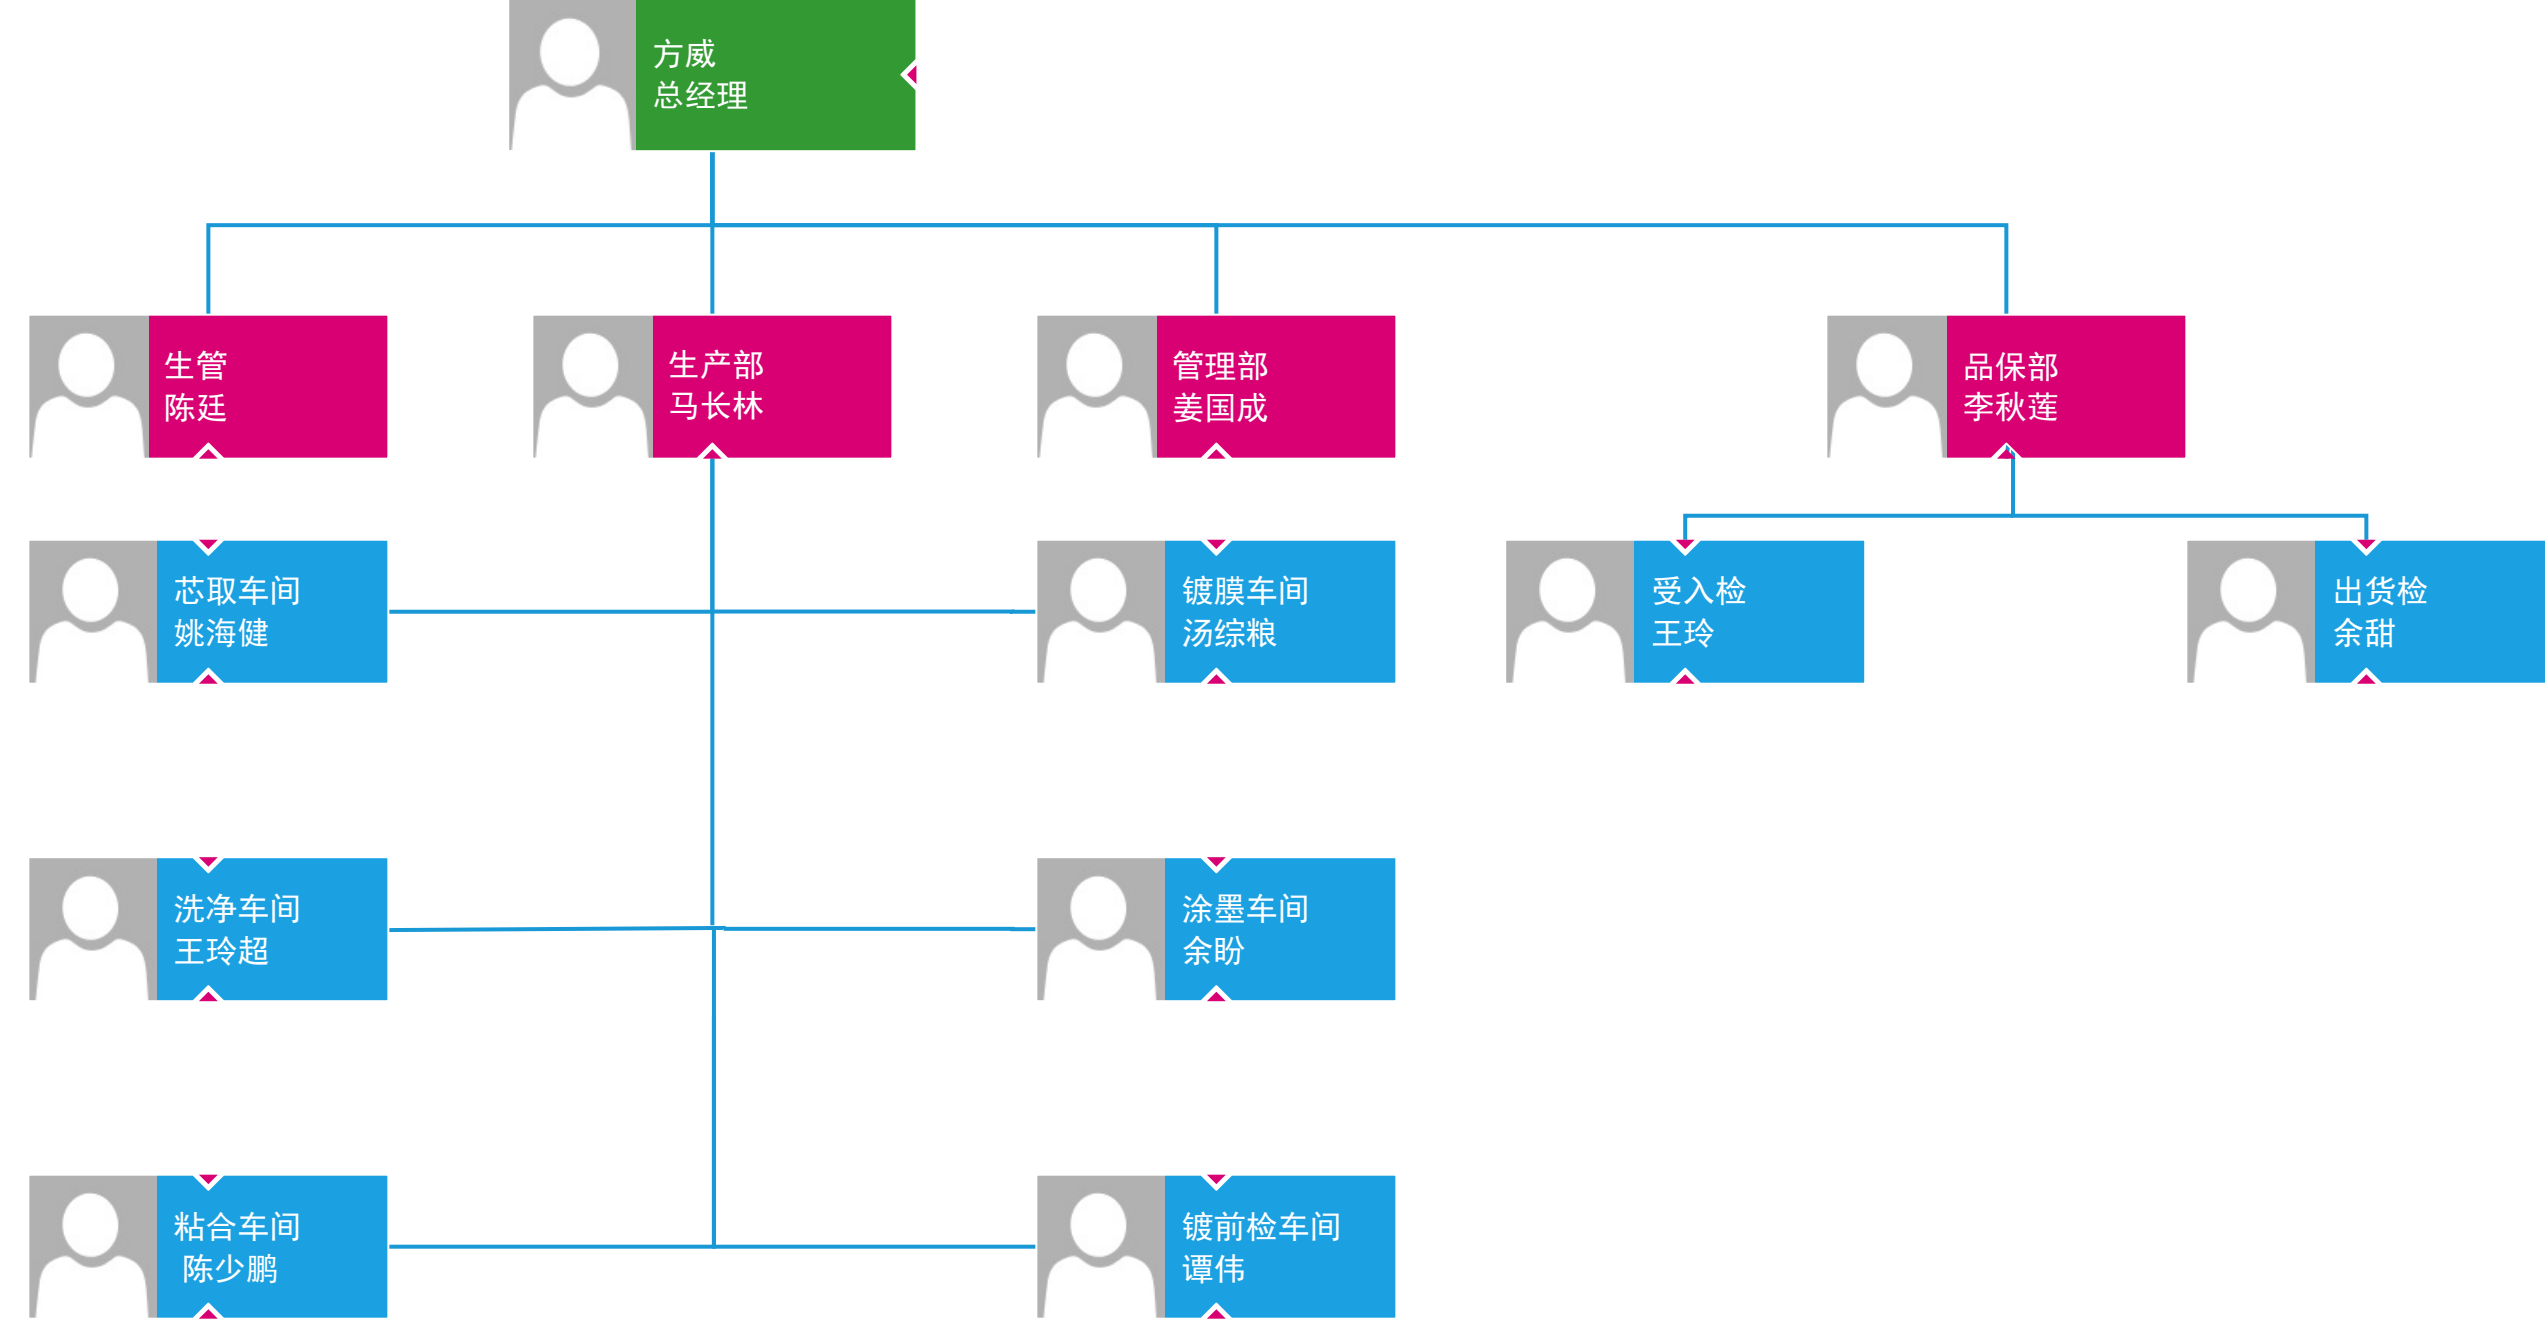 方威
总经理
生管
陈廷
生产部
马长林
管理部
姜国成
品保部
李秋莲
芯取车间
姚海健
镀膜车间
汤综粮
受入检
王玲
出货检
余甜
洗净车间
王玲超
涂墨车间
余盼
粘合车间
陈少鹏
镀前检车间
谭伟